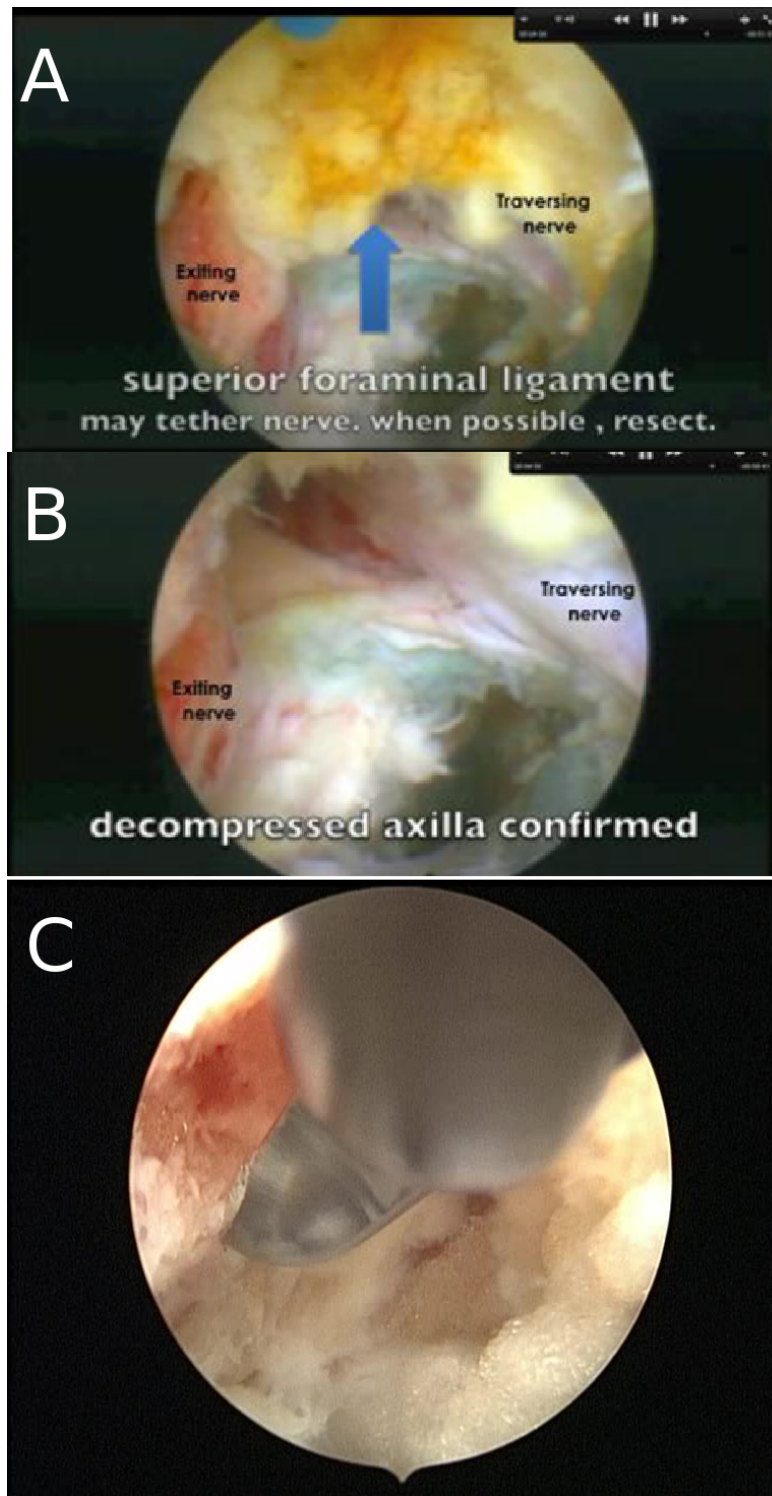 A
Traversing
nerve
Exiting
nerve
superior foraminal ligament
may tether nerve. when possible , resect.
B
Traversing
nerve
Exiting
nerve
decompressed axilla confirmed
C